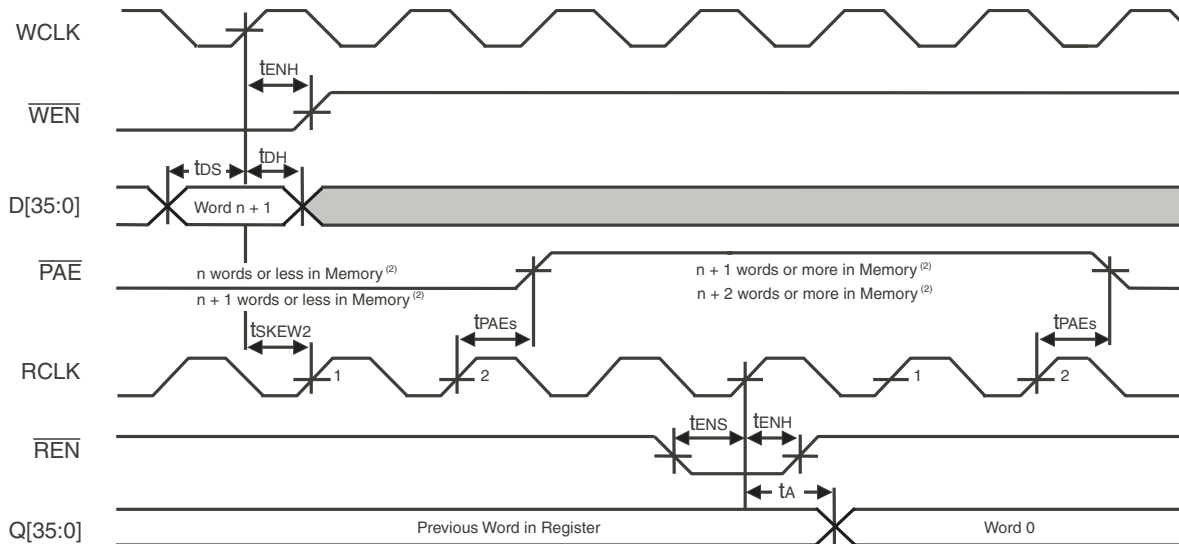 WCLK
tENH
WEN
tDS
tDH
D[35:0]
Word n + 1
PAE
n words or less in Memory (2)
n + 1 words or less in Memory (2)
n + 1 words or more in Memory (2)
n + 2 words or more in Memory (2)
tSKEW2
tPAEs
tPAEs
RCLK
1
2
1
2
tENS
tENH
REN
tA
Q[35:0]
Previous Word in Register
Word 0